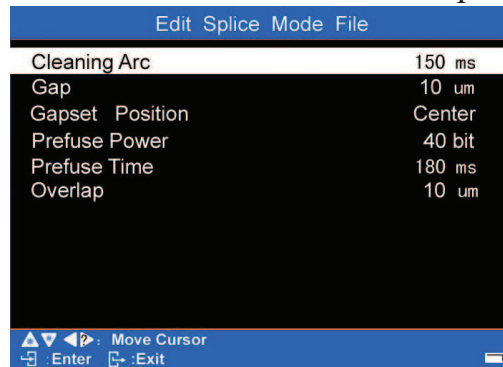 Edit Splice Mode File
Cleaning Arc 150 ms
Gap 10 um
Gapset Position Center
Prefuse Power 40 bit
Prefuse Time 180 ms
Overlap 10 um
?: Move Cursor
:Enter :Exit